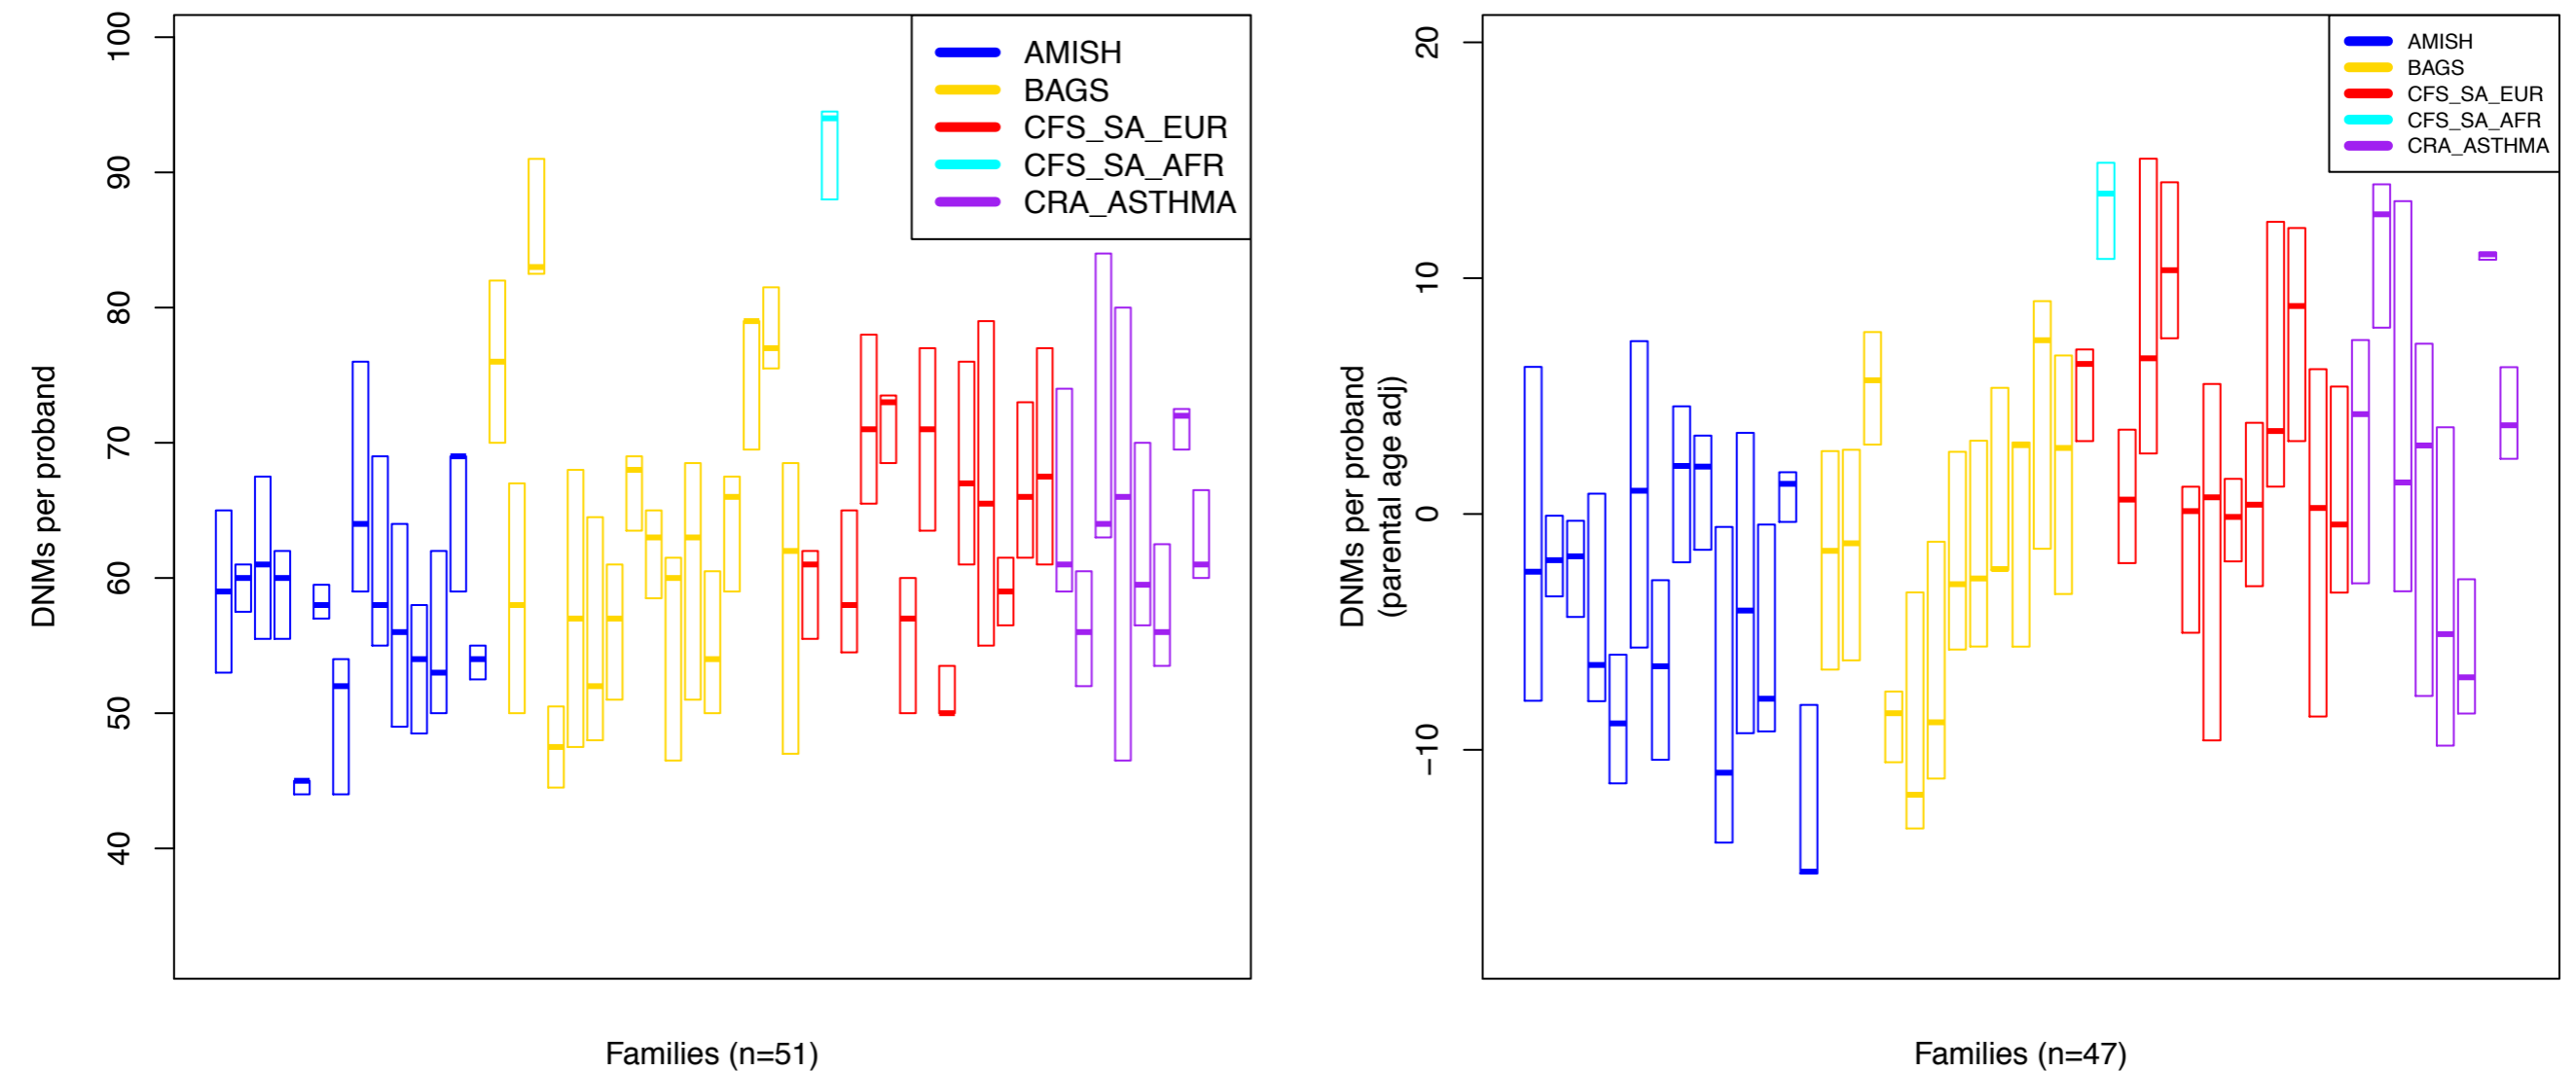 DNMs per proband
100
90
80
70
60
50
40
AMISH
BAGS
CFS_SA_EUR
CFS_SA_AFR
CRA_ASTHMA
Families (n=51)
DNMs per proband
(parental age adj)
20
10
0
−10
AMISH
BAGS
CFS_SA_EUR
CFS_SA_AFR
CRA_ASTHMA
Families (n=47)